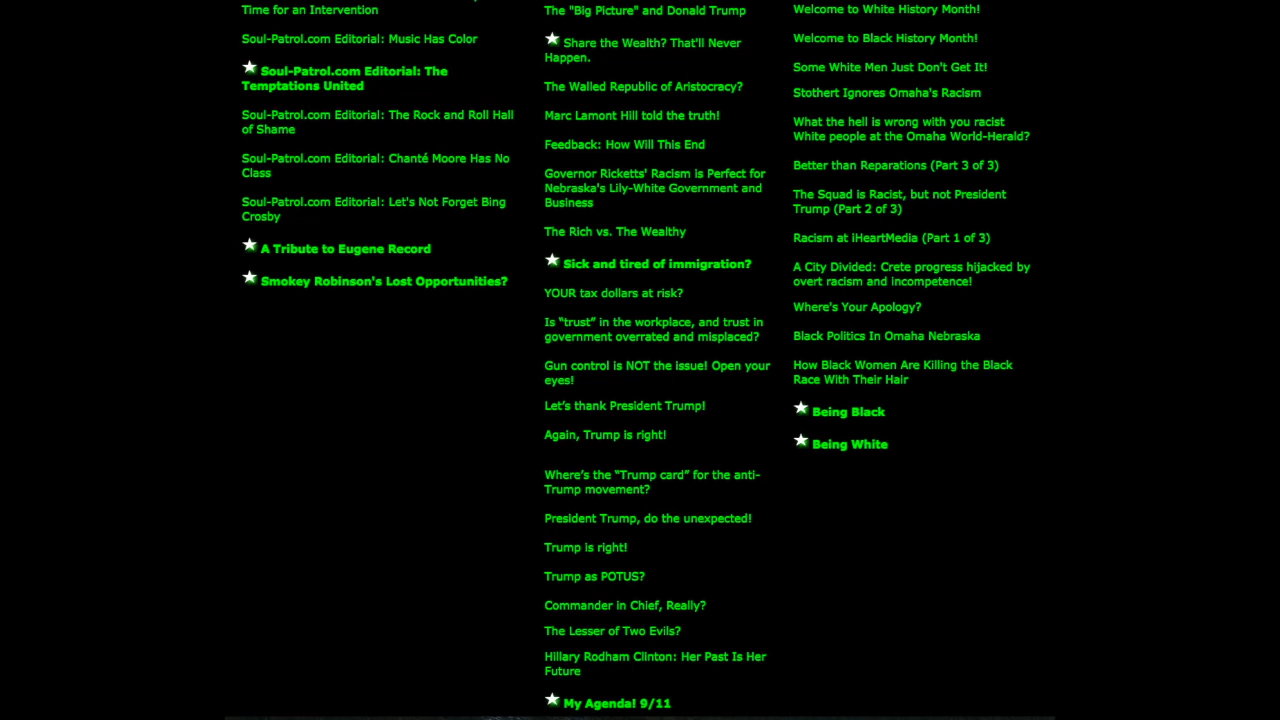 Time for an Intervention
Soul-Patrol.com Editorial: Music Has Color
Soul-Patrol.com Editorial: The
Temptations United
Soul-Patrol.com Editorial: The Rock and Roll Hall
of Shame
Soul-Patrol.com Editorial: Chanté Moore Has No
Class
Soul-Patrol.com Editorial: Let's Not Forget Bing
Crosby
A Tribute to Eugene Record
Smokey Robinson's Lost Opportunities?
The "Big Picture" and Donald Trump
Share the Wealth? That'll Never
Happen.
The Walled Republic of Aristocracy?
Marc Lamont Hill told the truth!
Feedback: How Will This End
Governor Ricketts' Racism is Perfect for
Nebraska's Lily-White Government and
Business
The Rich vs. The Wealthy
Sick and tired of immigration?
YOUR tax dollars at risk?
Is “trust” in the workplace, and trust in
government overrated and misplaced?
Gun control is NOT the issue! Open your
eyes!
Let’s thank President Trump!
Again, Trump is right!
Where’s the “Trump card” for the anti-
Trump movement?
President Trump, do the unexpected!
Trump is right!
Trump as POTUS?
Commander in Chief, Really?
The Lesser of Two Evils?
Hillary Rodham Clinton: Her Past Is Her
Future
My Agenda! 9/11
Welcome to White History Month!
Welcome to Black History Month!
Some White Men Just Don't Get It!
Stothert Ignores Omaha's Racism
What the hell is wrong with you racist
White people at the Omaha World-Herald?
Better than Reparations (Part 3 of 3)
The Squad is Racist, but not President
Trump (Part 2 of 3)
Racism at iHeartMedia (Part 1 of 3)
A City Divided: Crete progress hijacked by
overt racism and incompetence!
Where's Your Apology?
Black Politics In Omaha Nebraska
How Black Women Are Killing the Black
Race With Their Hair
Being Black
Being White